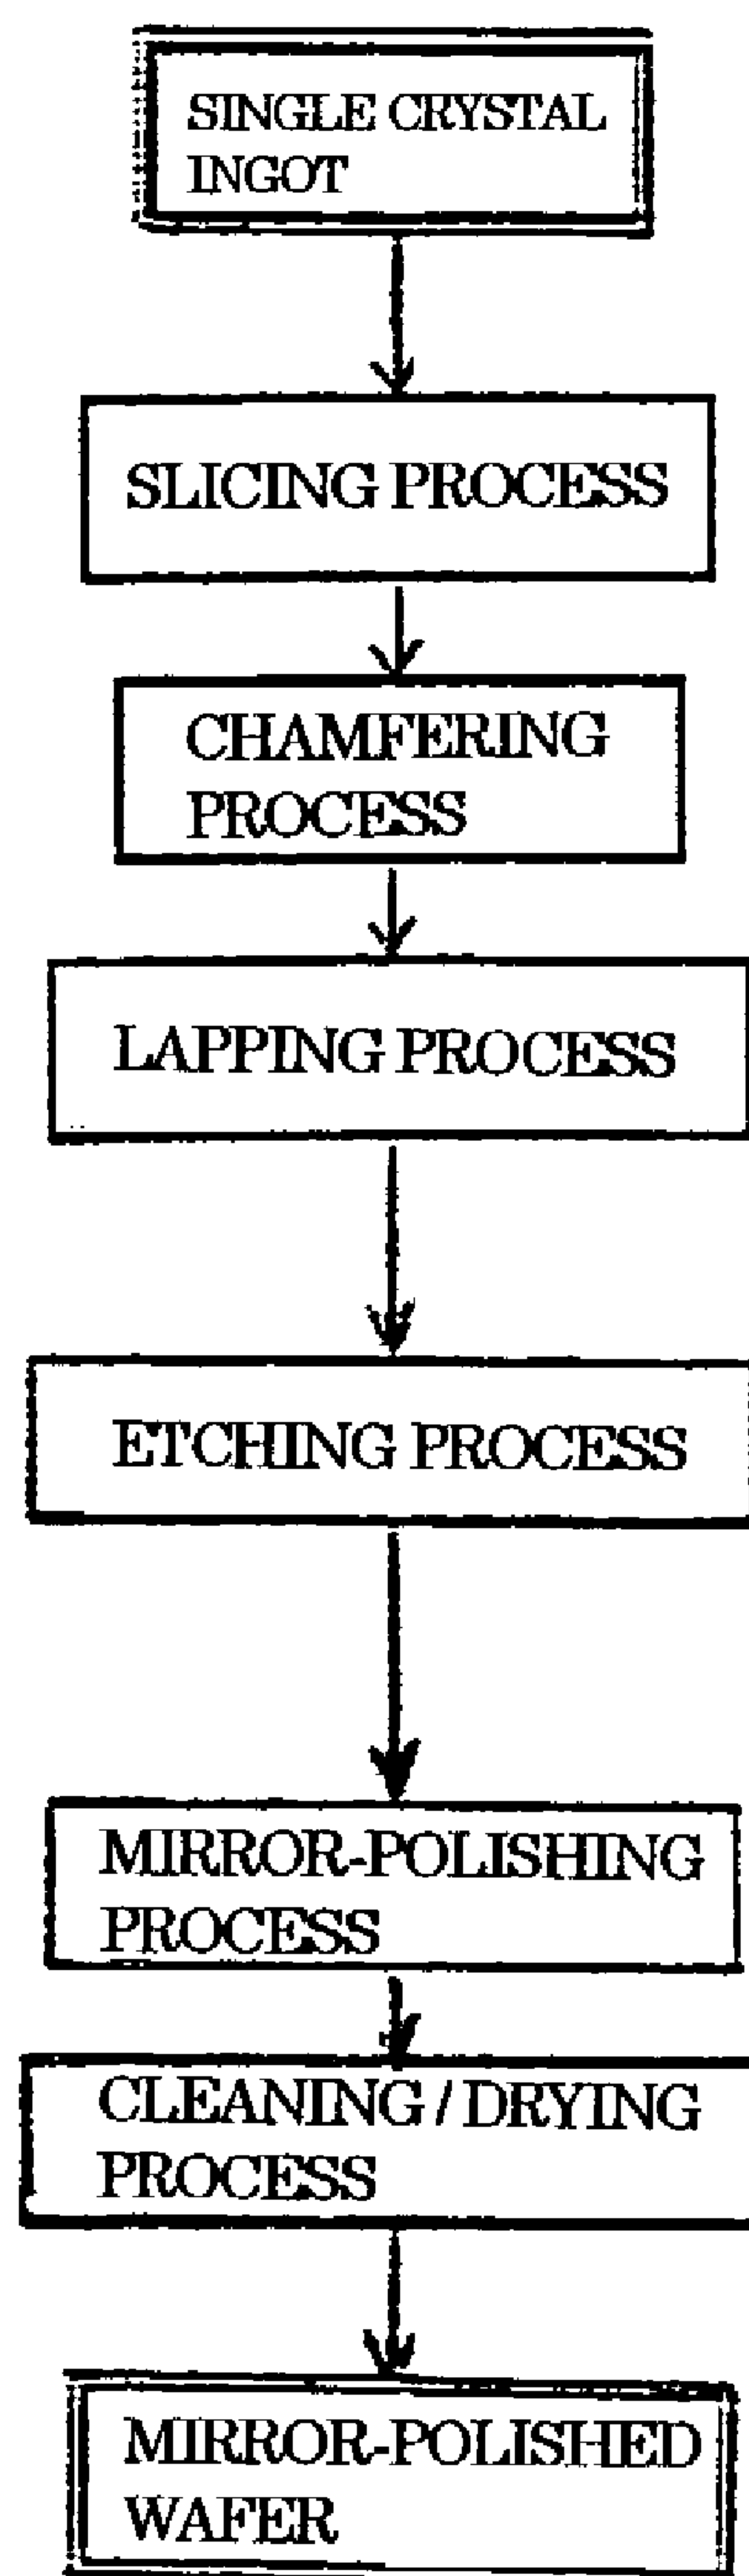 SINGLE CRYSTAL
INGOT
SLICING PROCESS
CHAMFERING
PROCESS
LAPPING PROCESS
ETCHING PROCESS
MIRROR-POLISHING
PROCESS
CLEANING / DRYING
PROCESS
MIRROR-POLISHED
WAFER